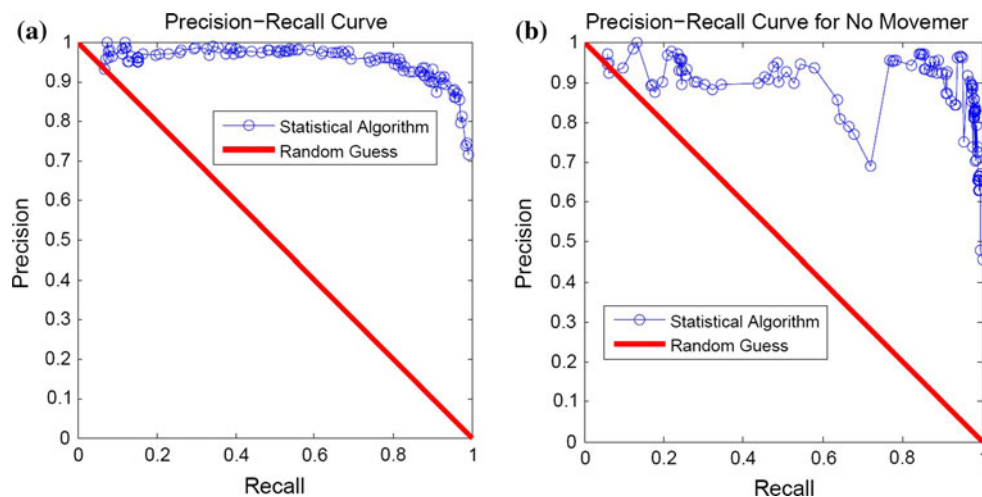 (a)
Precision-Recall Curve
1
0.9
0.8
0.7
0.6
0.5
0.4
0.3
0.2
0.1
0
Precision
Statistical Algorithm
Random Guess
0 0.2 0.4 0.6 0.8 1
Recall
(b)
Precision-Recall Curve for No Movemer
1
0.9
0.8
0.7
0.6
0.5
0.4
0.3
0.2
0.1
0
Precision
Statistical Algorithm
Random Guess
0 0.2 0.4 0.6 0.8 1
Recall